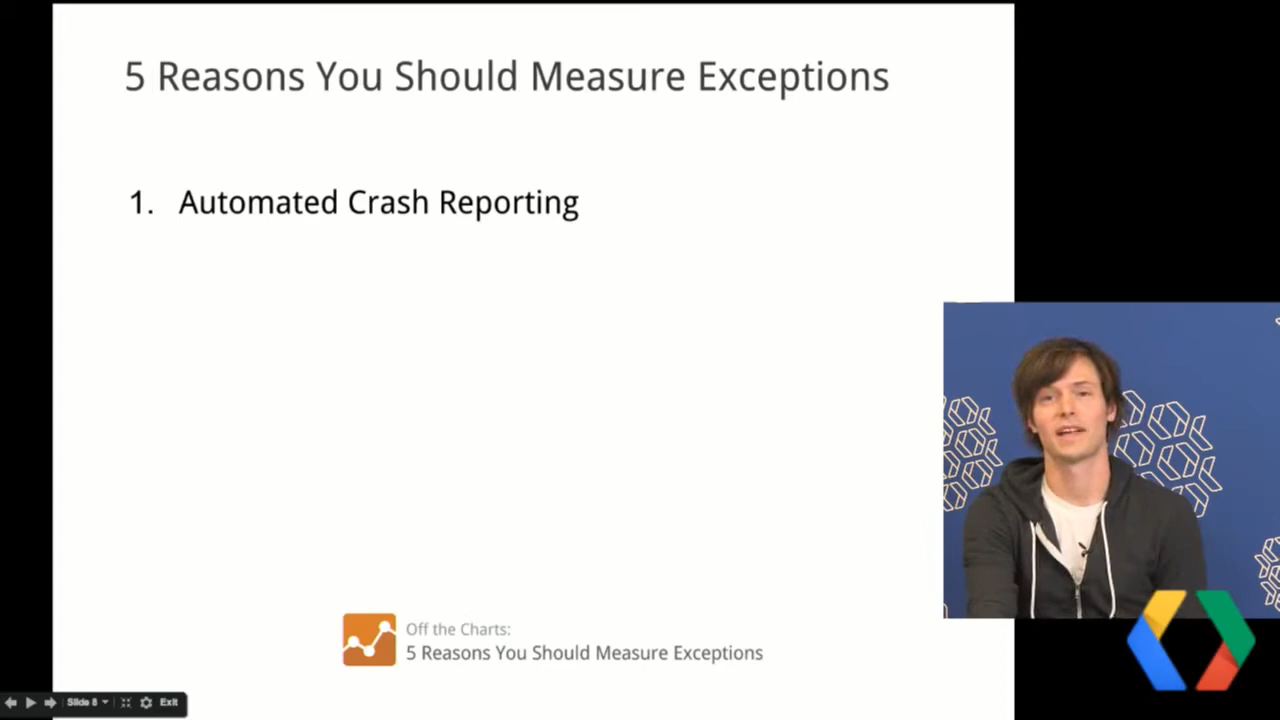 5 Reasons You Should Measure Exceptions
1. Automated Crash Reporting
Off the Charts:
5 Reasons You Should Measure Exceptions
Slide 8
Exit